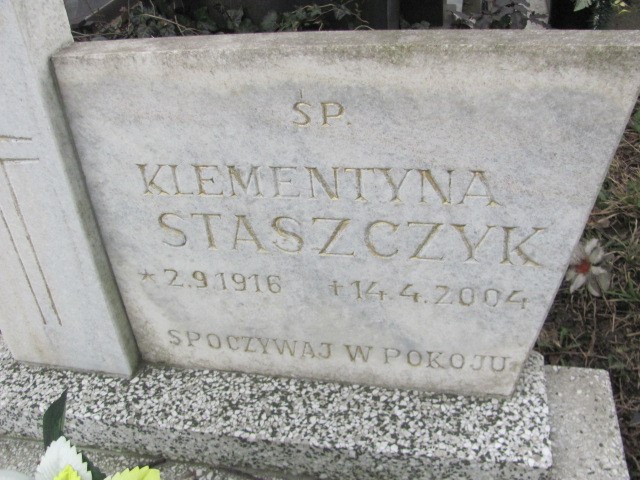 ŚP.
KLEMENTYNA
STASZCZYK
* 2.9.1916 † 14.4.2004
SPOCZYWAJ W POKOJU